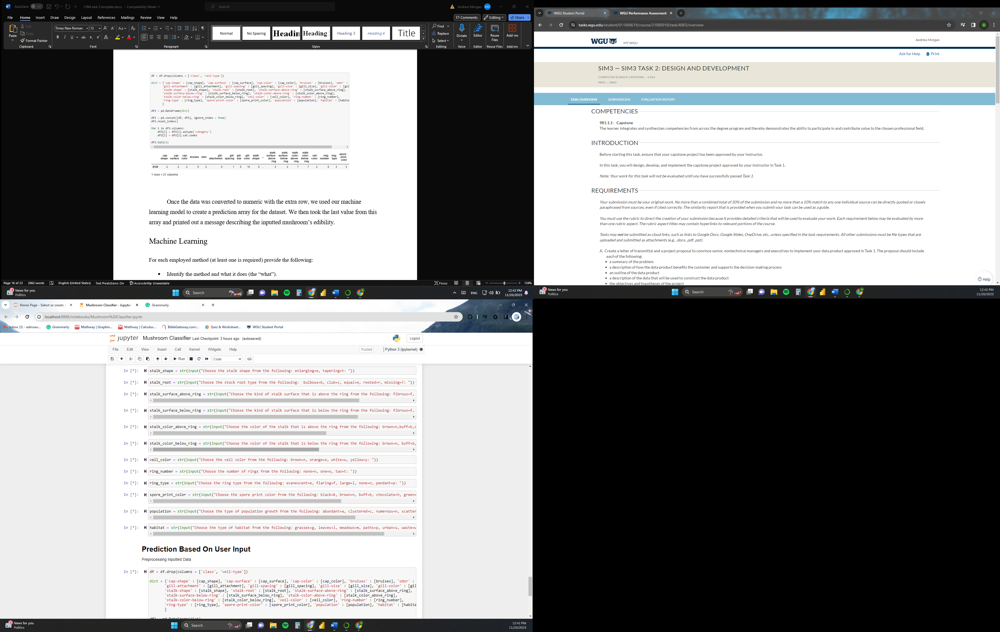 AutoSave Off C964 task 2 template.docx - Compatibility Mode Search Andrew Morgan AM
File Home Insert Draw Design Layout References Mailings Review View Help Comments Editing Share
Paste Cut Copy Format Painter Times New Roman 12 Normal No Spacing Headin Heading Heading 3 Heading 4 Title Find Replace Select Dictate Editor Reuse Files Add-ins
Clipboard Font Paragraph Styles Editing Voice Editor Reuse Files Add-ins
df = df.drop(columns = ['class', 'veil-type'])
dict = {'cap-shape' : [cap_shape], 'cap-surface' : [cap_surface], 'cap-color' : [cap_color], 'bruises' : [bruises], 'odor' :
'gill-attachment' : [gill_attachment], 'gill-spacing' : [gill_spacing], 'gill-size' : [gill_size], 'gill-color' : [gil
'stalk-shape' : [stalk_shape], 'stalk-root' : [stalk_root], 'stalk-surface-above-ring' : [stalk_surface_above_ring],
'stalk-surface-below-ring' : [stalk_surface_below_ring], 'stalk-color-above-ring' : [stalk_color_above_ring],
'stalk-color-below-ring' : [stalk_color_below_ring], 'veil-color' : [veil_color], 'ring-number' : [ring_number],
'ring-type' : [ring_type], 'spore-print-color' : [spore_print_color], 'population' : [population], 'habitat' : [habita
}
df3 = pd.DataFrame(dict)
df3 = pd.concat([df, df3], ignore_index = True)
df3.reset_index()
for i in df3.columns:
df3[i] = df3[i].astype('category')
df3[i] = df3[i].cat.codes
df3.tail(1)
cap-shape cap-surface cap-color bruises odor gill-attachment gill-spacing gill-size gill-color stalk-shape ... stalk-surface-above-ring stalk-surface-below-ring stalk-color-above-ring stalk-color-below-ring veil-color ring-number ring-type spore-print-color
8124 2 2 2 0 2 0 1 0 10 0 ... 2 2 7 7 2 0 3 3
1 rows × 21 columns
Once the data was converted to numeric with the extra row, we used our machine
learning model to create a prediction array for the dataset. We then took the last value from this
array and printed out a message describing the inputted mushroom's edibility.
Machine Learning
For each employed method (at least one is required) provide the following:
• Identify the method and what it does (the “what”).
Page 16 of 23 2862 words English (United States) Text Predictions: On Accessibility: Unavailable Focus 134%
News for you
Politics
Search
ENG
12:42 PM
11/20/2023
WGU Student Portal WGU Performance Assessment
tasks.wgu.edu/student/011068619/course/31880018/task/4083/overview
WGU MY WGU Andrew Morgan
Ask for Help Print
SIM3 — SIM3 TASK 2: DESIGN AND DEVELOPMENT
COMPUTER SCIENCE CAPSTONE — C964
PRFA — SIM3
TASK OVERVIEW SUBMISSIONS EVALUATION REPORT
COMPETENCIES
981.1.1 : Capstone
The learner integrates and synthesizes competencies from across the degree program and thereby demonstrates the ability to participate in and contribute value to the chosen professional field.
INTRODUCTION
Before starting this task, ensure that your capstone project has been approved by your instructor.
In this task, you will design, develop, and implement the capstone project approved by your instructor in Task 1.
Note: Your work for this task will not be evaluated until you have successfully passed Task 1.
REQUIREMENTS
Your submission must be your original work. No more than a combined total of 30% of the submission and no more than a 10% match to any one individual source can be directly quoted or closely
paraphrased from sources, even if cited correctly. The similarity report that is provided when you submit your task can be used as a guide.
You must use the rubric to direct the creation of your submission because it provides detailed criteria that will be used to evaluate your work. Each requirement below may be evaluated by more
than one rubric aspect. The rubric aspect titles may contain hyperlinks to relevant portions of the course.
Tasks may not be submitted as cloud links, such as links to Google Docs, Google Slides, OneDrive, etc., unless specified in the task requirements. All other submissions must be file types that are
uploaded and submitted as attachments (e.g., .docx, .pdf, .ppt).
A. Create a letter of transmittal and a project proposal to convince senior, nontechnical managers and executives to implement your data product approved in Task 1. The proposal should include
each of the following:
• a summary of the problem
• a description of how the data product benefits the customer and supports the decision-making process
• an outline of the data product
• a description of the data that will be used to construct the data product
• the objectives and hypotheses of the project
Help
News for you
Politics
Search
12:42 PM
11/20/2023
Home Page - Select or create a Mushroom Classifier - Jupyter Grammarly
localhost:8888/notebooks/Mushroom%20Classifier.ipynb
Inbox (3) - admsao... Grammarly Mathway | Graphin... Mathway | Calculus... BibleGateway.com:... Quiz & Worksheet... WGU Student Portal
jupyter Mushroom Classifier Last Checkpoint: 3 hours ago (autosaved) Logout
File Edit View Insert Cell Kernel Widgets Help Trusted Python 3 (ipykernel)
Run Code
In [*]: stalk_shape = str(input("Choose the stalk shape from the following: enlarging=e, tapering=t: "))
In [*]: stalk_root = str(input("Choose the stock root type from the following:  bulbous=b, club=c, equal=e, rooted=r, missing=?: "))
In [*]: stalk_surface_above_ring = str(input("Choose the kind of stalk surface that is above the ring from the following: fibrous=f,
In [*]: stalk_surface_below_ring = str(input("Choose the kind of stalk surface that is below the ring from the following: fibrous=f,
In [*]: stalk_color_above_ring = str(input("Choose the color of the stalk that is above the ring from the following: brown=n,buff=b,c
In [*]: stalk_color_below_ring = str(input("Choose the color of the stalk that is below the ring from the following: brown=n, buff=b,
In [*]: veil_color = str(input("Choose the veil color from the following: brown=n, orange=o, white=w, yellow=y: "))
In [*]: ring_number = str(input("Choose the number of rings from the following: none=n, one=o, two=t: "))
In [*]: ring_type = str(input("Choose the ring type from the following: evanescent=e, flaring=f, large=l, none=n, pendant=p: "))
In [*]: spore_print_color = str(input("Choose the spore print color from the following: black=k, brown=n, buff=b, chocolate=h, green=
In [*]: population = str(input("Choose the type of population growth from the following: abundant=a, clustered=c, numerous=n, scatter
In [*]: habitat = str(input("Choose the type of habitat from the following: grasses=g, leaves=l, meadows=m, paths=p, urban=u, waste=w
Prediction Based On User Input
Preprocessing Inputted Data
In [*]: df = df.drop(columns = ['class', 'veil-type'])
dict = {'cap-shape' : [cap_shape], 'cap-surface' : [cap_surface], 'cap-color' : [cap_color], 'bruises' : [bruises], 'odor' :
'gill-attachment' : [gill_attachment], 'gill-spacing' : [gill_spacing], 'gill-size' : [gill_size], 'gill-color' : [gil
'stalk-shape' : [stalk_shape], 'stalk-root' : [stalk_root], 'stalk-surface-above-ring' : [stalk_surface_above_ring],
'stalk-surface-below-ring' : [stalk_surface_below_ring], 'stalk-color-above-ring' : [stalk_color_above_ring],
'stalk-color-below-ring' : [stalk_color_below_ring], 'veil-color' : [veil_color], 'ring-number' : [ring_number],
'ring-type' : [ring_type], 'spore-print-color' : [spore_print_color], 'population' : [population], 'habitat' : [habita
}
News for you
Politics
Search
12:42 PM
11/20/2023